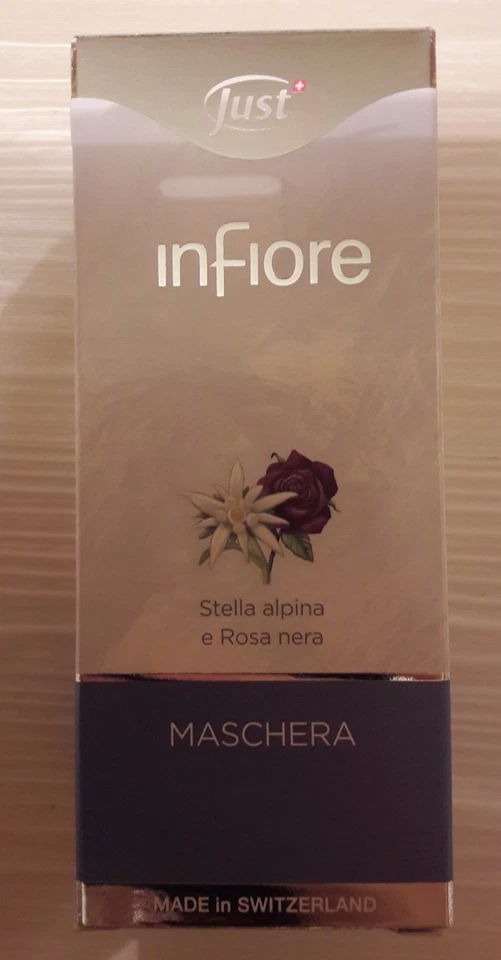 Just
infiore
Stella alpina
e Rosa nera
MASCHERA
MADE in SWITZERLAND